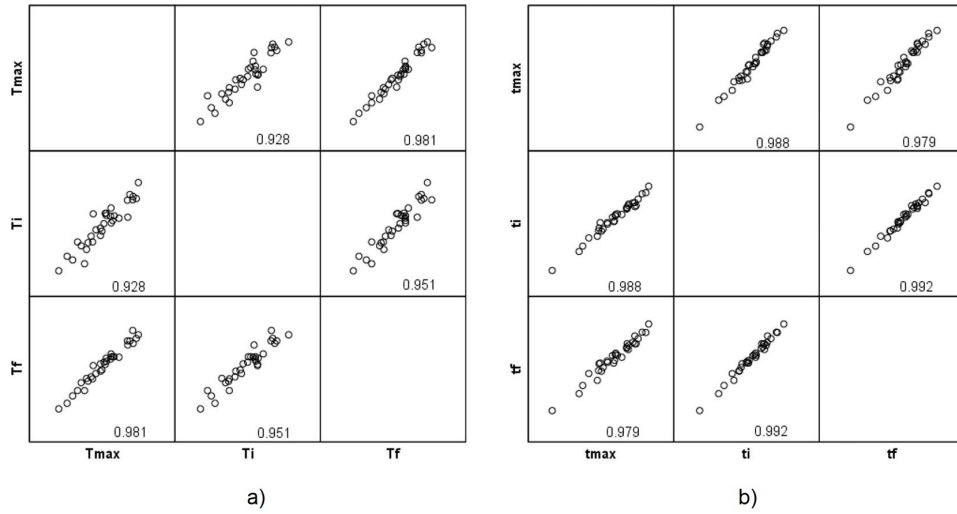 Tmax
0.928
0.981
Ti
0.928
0.951
Tf
0.981
0.951
Tmax
Ti
Tf
a)
tmax
0.988
0.979
ti
0.988
0.992
tf
0.979
0.992
tmax
ti
tf
b)